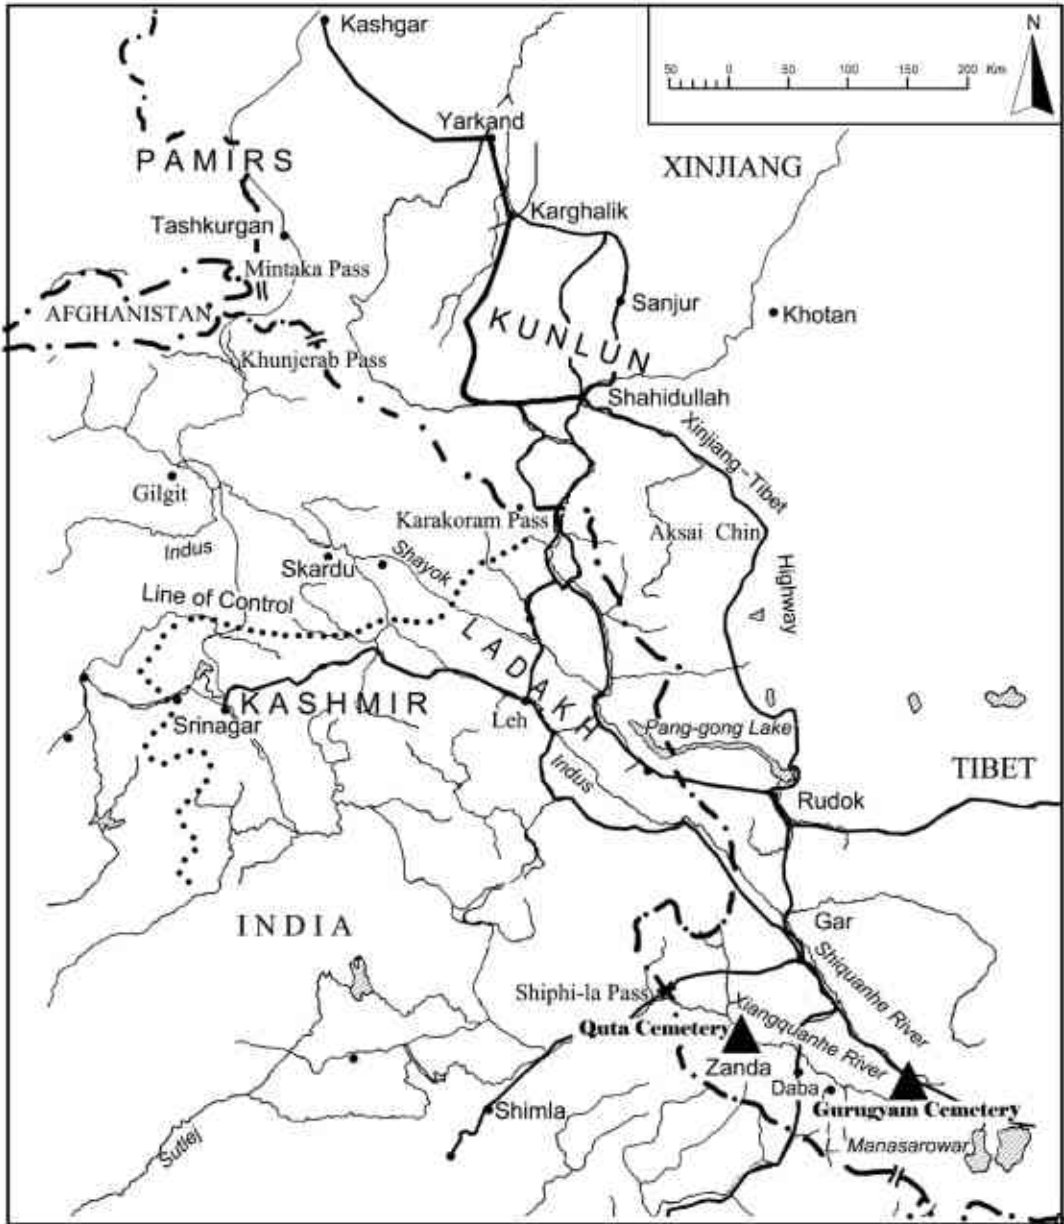 Kashgar
N
50 0 50 100 150 200 Km
Yarkand
PAMIRS
XINJIANG
Karghalik
Tashkurgan
Mintaka Pass
Sanjur
AFGHANISTAN
Khotan
KUNLUN
Khunjerab Pass
Shahidullah
Xinjiang-Tibet
Highway
Gilgit
Karakoram Pass
Aksai Chin
Indus
Shayok
Skardu
Line of Control
LADAKH
KASHMIR
Srinagar
Leh
Pang-gong Lake
TIBET
Indus
Rudok
INDIA
Gar
Shiquanhe River
Shiphi-la Pass
Xiangquanhe River
Quta Cemetery
Zanda
Daba
Shimla
Gurugyam Cemetery
Sutlej
L. Manasarowar